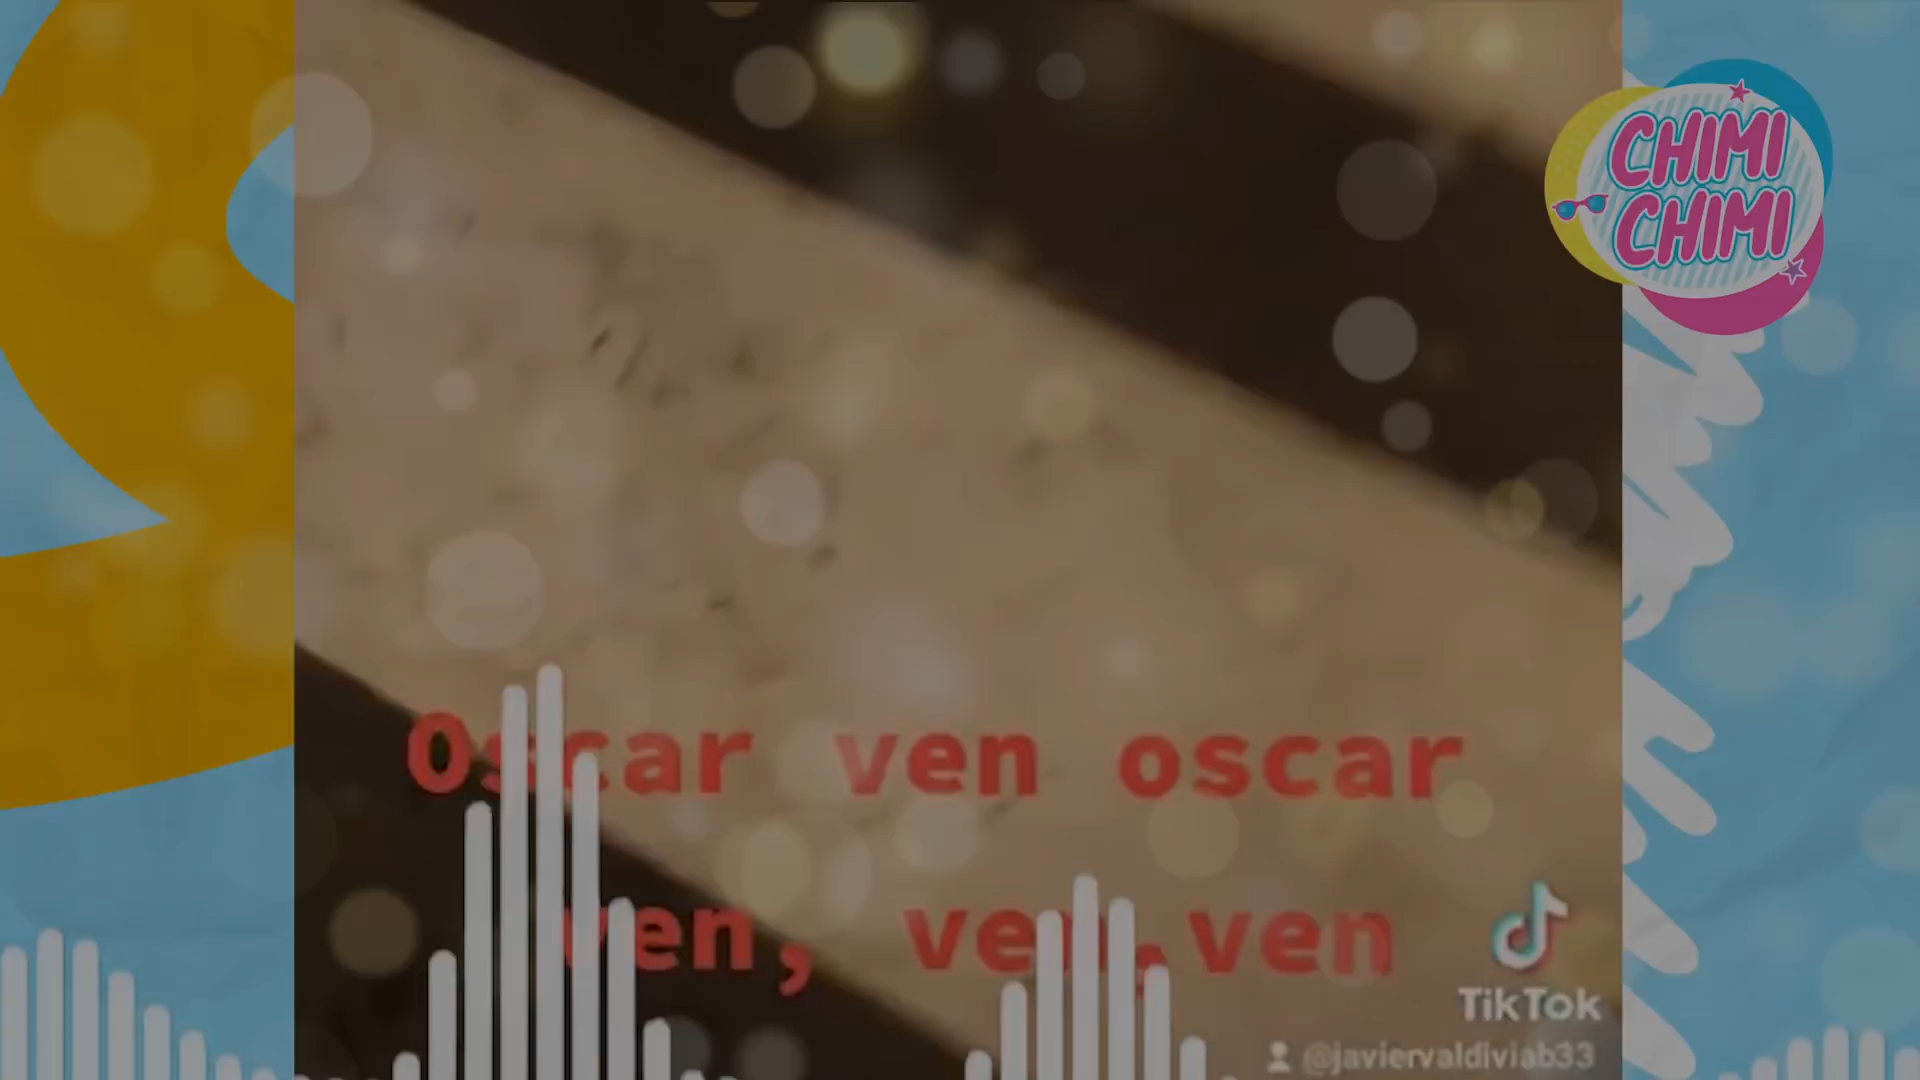 CHIMI
CHIMI
Oscar ven oscar
ven, ven,ven
TikTok
@javiervaldiviab33